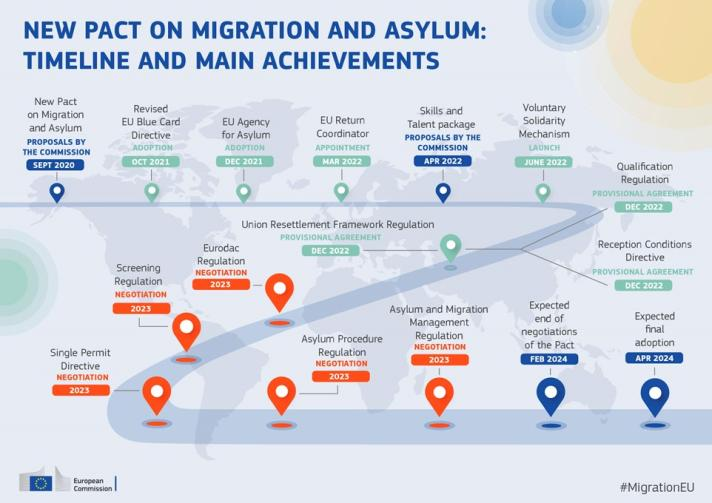 NEW PACT ON MIGRATION AND ASYLUM:
TIMELINE AND MAIN ACHIEVEMENTS
New Pact
on Migration
and Asylum
PROPOSALS BY
THE COMMISSION
SEPT 2020
Revised
EU Blue Card
Directive
ADOPTION
OCT 2021
EU Agency
for Asylum
ADOPTION
DEC 2021
EU Return
Coordinator
APPOINTMENT
MAR 2022
Skills and
Talent package
PROPOSALS BY THE
COMMISSION
APR 2022
Voluntary
Solidarity
Mechanism
LAUNCH
JUNE 2022
Qualification
Regulation
PROVISIONAL AGREEMENT
DEC 2022
Union Resettlement Framework Regulation
PROVISIONAL AGREEMENT
DEC 2022
Reception Conditions
Directive
PROVISIONAL AGREEMENT
DEC 2022
Eurodac
Regulation
NEGOTIATION
2023
Screening
Regulation
NEGOTIATION
2023
Single Permit
Directive
NEGOTIATION
2023
Asylum Procedure
Regulation
NEGOTIATION
2023
Asylum and Migration
Management
Regulation
NEGOTIATION
2023
Expected
end of
negotiations
of the Pact
FEB 2024
Expected
final
adoption
APR 2024
European
Commission
#MigrationEU